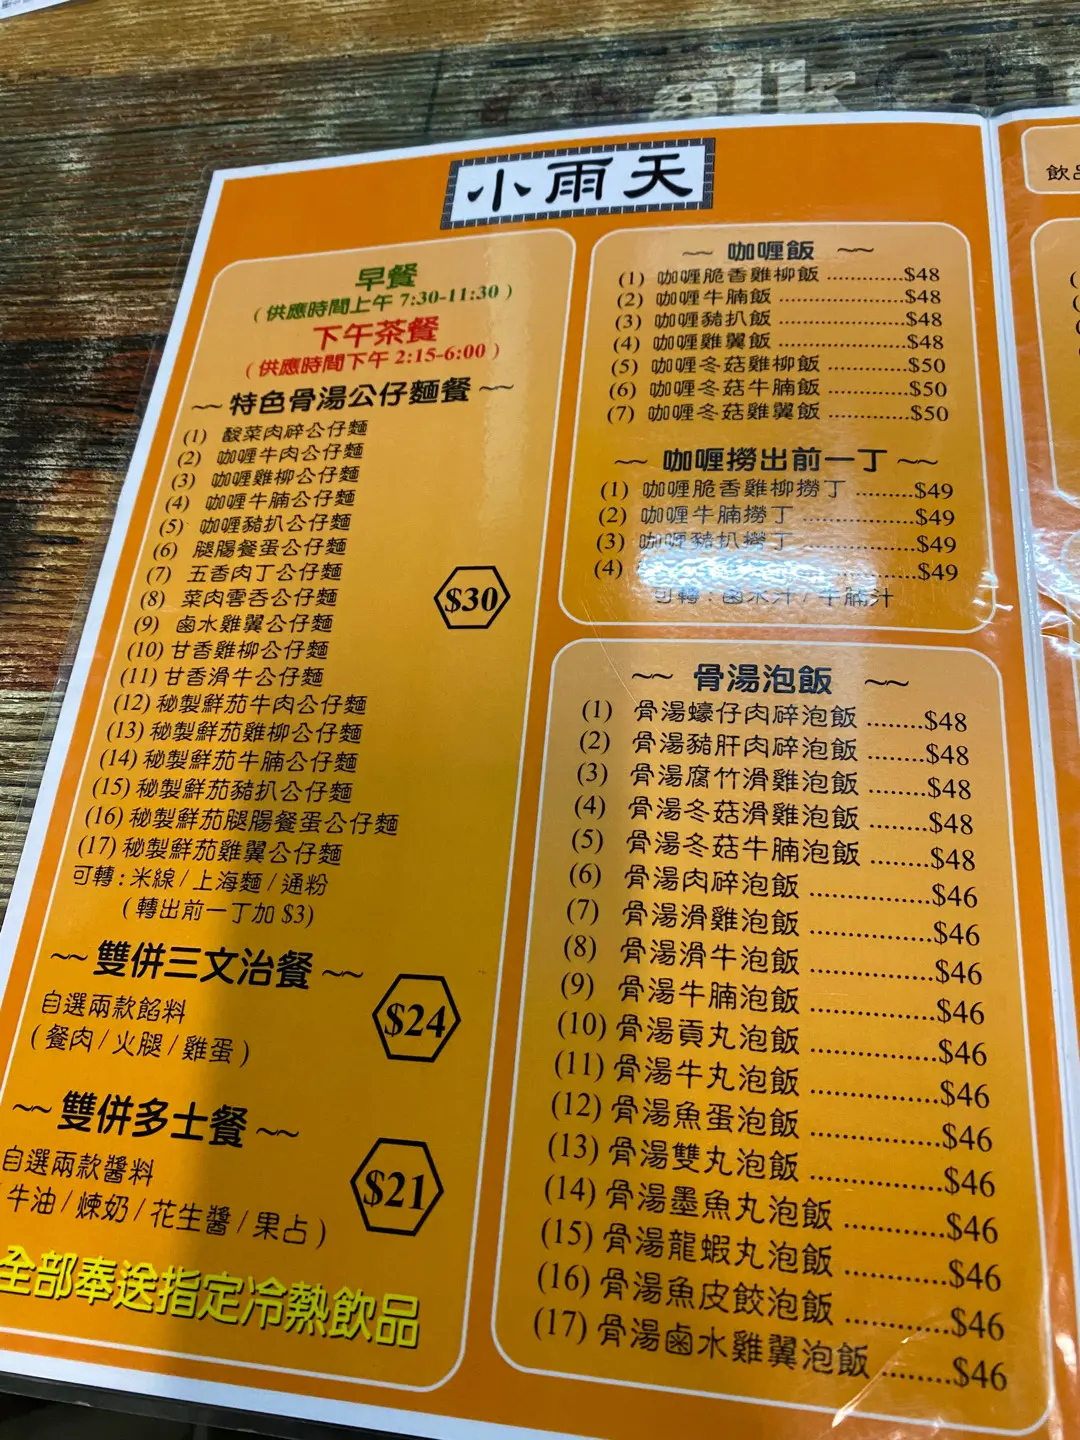 小雨天
早餐
(供應時間上午 7:30-11:30)
下午茶餐
(供應時間下午 2:15-6:00)
~~ 特色骨湯公仔麵餐 ~~
(1) 酸菜肉碎公仔麵
(2) 咖喱牛肉公仔麵
(3) 咖喱雞柳公仔麵
(4) 咖喱牛腩公仔麵
(5) 咖喱豬扒公仔麵
(6) 腿腸餐蛋公仔麵
(7) 五香肉丁公仔麵
(8) 菜肉雲吞公仔麵
(9) 鹵水雞翼公仔麵
(10) 甘香雞柳公仔麵
(11) 甘香滑牛公仔麵
(12) 秘製鮮茄牛肉公仔麵
(13) 秘製鮮茄雞柳公仔麵
(14) 秘製鮮茄牛腩公仔麵
(15) 秘製鮮茄豬扒公仔麵
(16) 秘製鮮茄腿腸餐蛋公仔麵
(17) 秘製鮮茄雞翼公仔麵
$30
可轉:米線/上海麵/通粉
(轉出前一丁加 $3)
~~ 雙併三文治餐 ~~
自選兩款餡料
(餐肉/火腿/雞蛋)
$24
~~ 雙併多士餐 ~~
自選兩款醬料
牛油/煉奶/花生醬/果占)
$21
全部奉送指定冷熱飲品
~~ 咖喱飯 ~~
(1) 咖喱脆香雞柳飯 ............$48
(2) 咖喱牛腩飯 ....................$48
(3) 咖喱豬扒飯 ....................$48
(4) 咖喱雞翼飯 ....................$48
(5) 咖喱冬菇雞柳飯 ............$50
(6) 咖喱冬菇牛腩飯 ............$50
(7) 咖喱冬菇雞翼飯 ............$50
~~ 咖喱撈出前一丁 ~~
(1) 咖喱脆香雞柳撈丁 .........$49
(2) 咖喱牛腩撈丁 .................$49
(3) 咖喱豬扒撈丁 .................$49
(4) ............$49
可轉:鹵水汁/牛腩汁
~~ 骨湯泡飯 ~~
(1) 骨湯蠔仔肉碎泡飯 ........$48
(2) 骨湯豬肝肉碎泡飯 ........$48
(3) 骨湯腐竹滑雞泡飯 ........$48
(4) 骨湯冬菇滑雞泡飯 ........$48
(5) 骨湯冬菇牛腩泡飯 ........$48
(6) 骨湯肉碎泡飯 ................$46
(7) 骨湯滑雞泡飯 ................$46
(8) 骨湯滑牛泡飯 ................$46
(9) 骨湯牛腩泡飯 ................$46
(10) 骨湯貢丸泡飯 ................$46
(11) 骨湯牛丸泡飯 ................$46
(12) 骨湯魚蛋泡飯 ................$46
(13) 骨湯雙丸泡飯 ................$46
(14) 骨湯墨魚丸泡飯 ............$46
(15) 骨湯龍蝦丸泡飯 ............$46
(16) 骨湯魚皮餃泡飯 ............$46
(17) 骨湯鹵水雞翼泡飯 ........$46
飲